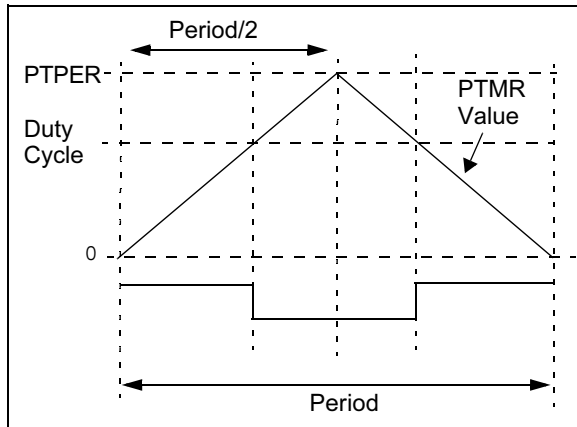 Period/2
PTPER
PTMR
Value
Duty
Cycle
0
Period